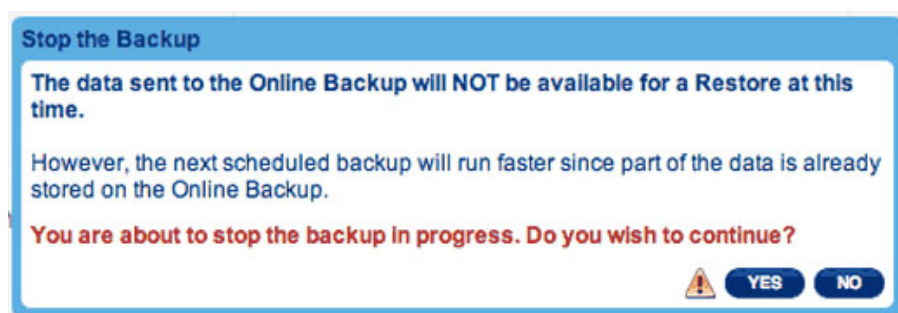 Stop the Backup
The data sent to the Online Backup will NOT be available for a Restore at this
time.
However, the next scheduled backup will run faster since part of the data is already
stored on the Online Backup.
You are about to stop the backup in progress. Do you wish to continue?
YES NO